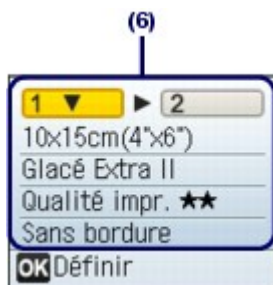 (6)
1 ▼ ▶ 2
10x15cm(4"x6")
Glacé Extra II
Qualité impr. ★★
Sans bordure
OK Définir